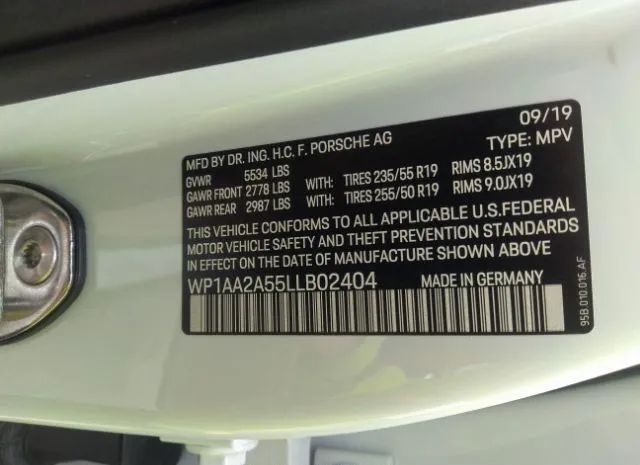 09/19
MFD BY DR. ING. H.C. F. PORSCHE AG TYPE: MPV
GVWR 5534 LBS
GAWR FRONT 2778 LBS WITH: TIRES 235/55 R19 RIMS 8.5JX19
GAWR REAR 2987 LBS WITH: TIRES 255/50 R19 RIMS 9.0JX19
THIS VEHICLE CONFORMS TO ALL APPLICABLE U.S.FEDERAL
MOTOR VEHICLE SAFETY AND THEFT PREVENTION STANDARDS
IN EFFECT ON THE DATE OF MANUFACTURE SHOWN ABOVE
WP1AA2A55LLB02404
95B.010.016.AF